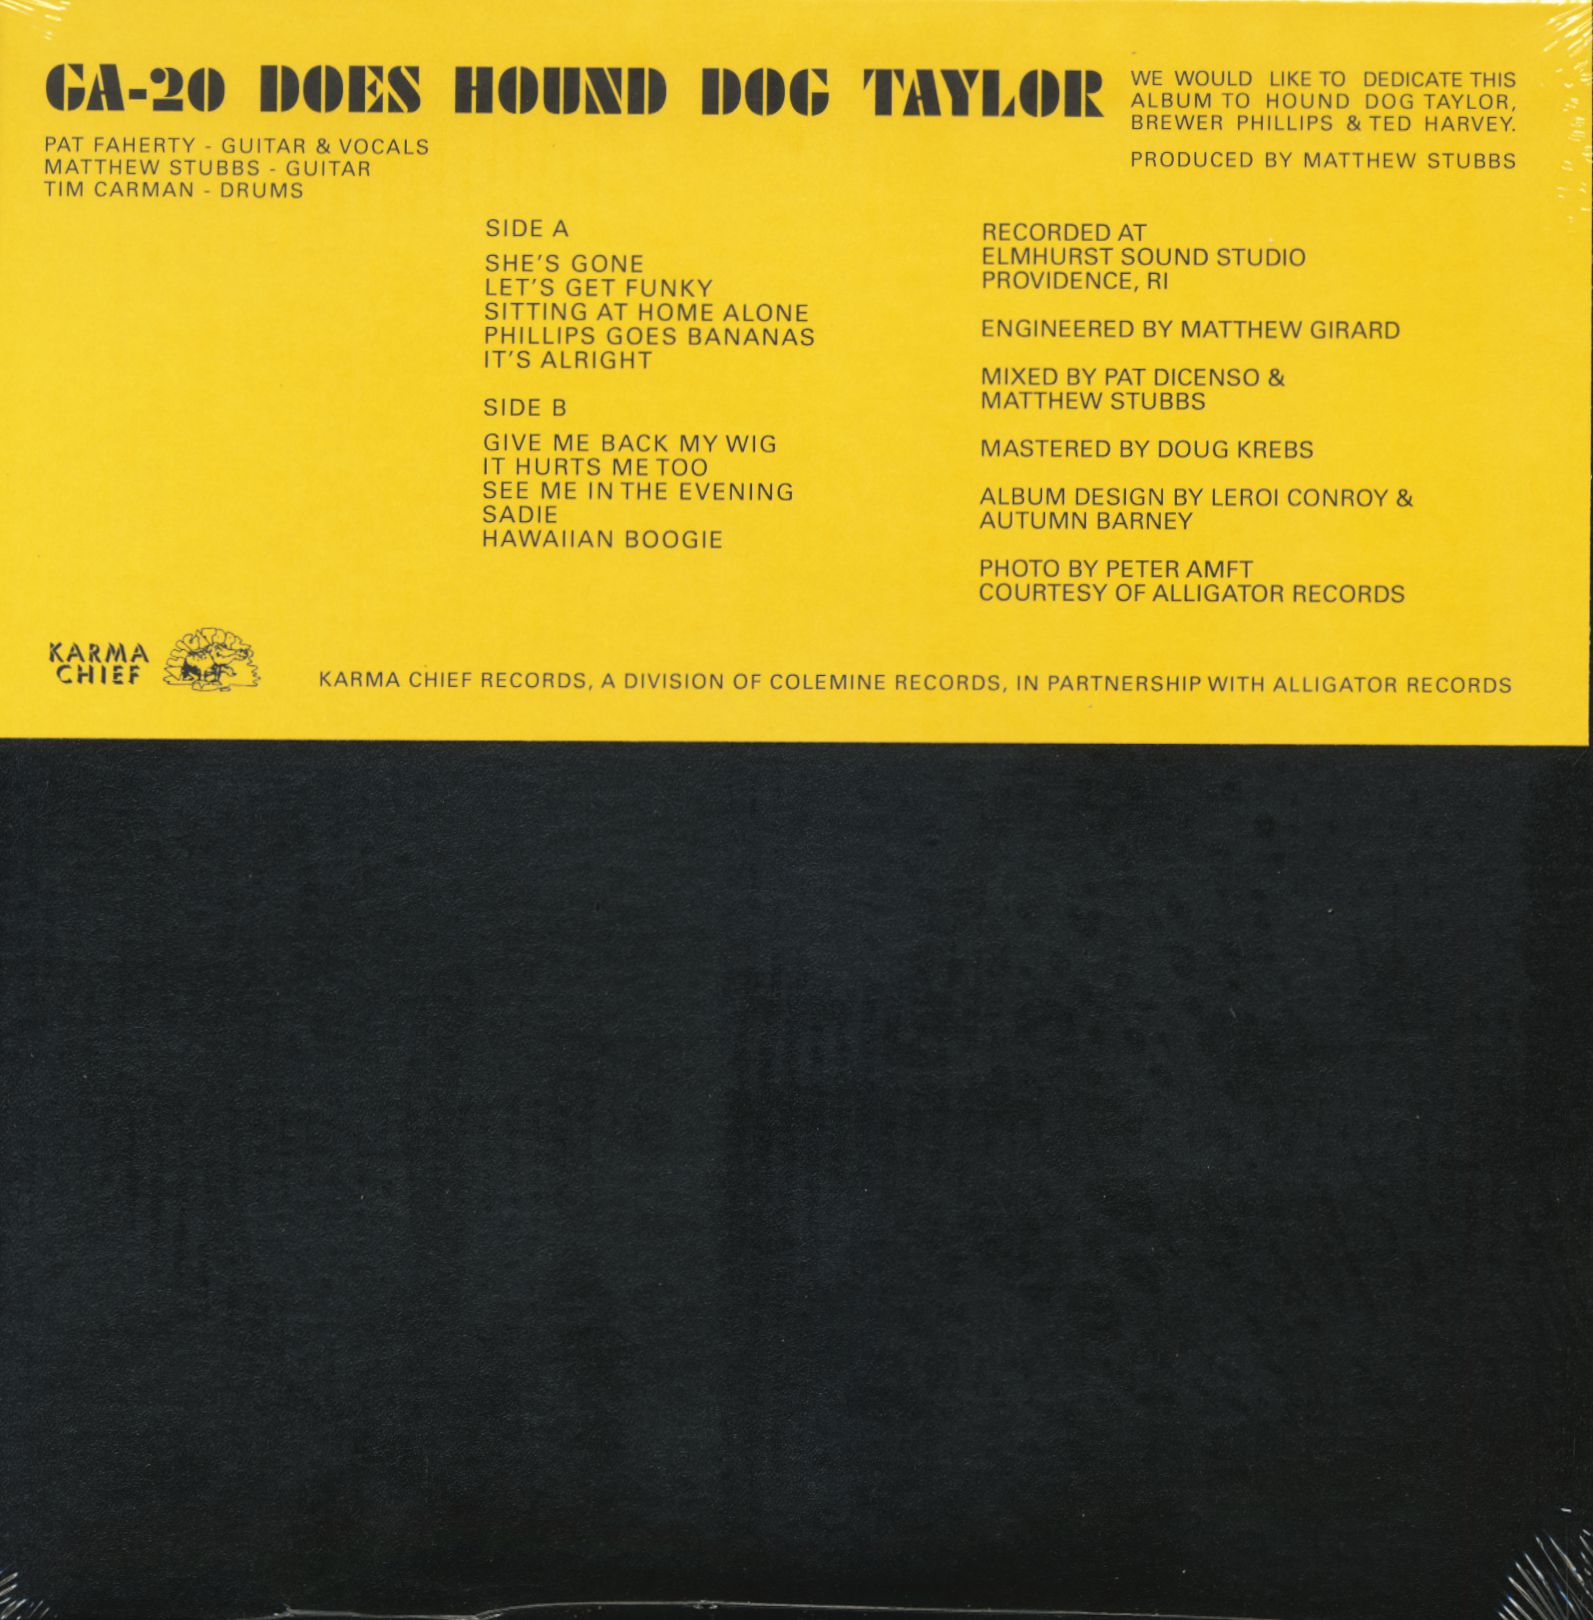 GA-20 DOES HOUND DOG TAYLOR
PAT FAHERTY - GUITAR & VOCALS
MATTHEW STUBBS - GUITAR
TIM CARMAN - DRUMS
WE WOULD LIKE TO DEDICATE THIS
ALBUM TO HOUND DOG TAYLOR,
BREWER PHILLIPS & TED HARVEY.
PRODUCED BY MATTHEW STUBBS
SIDE A
SHE'S GONE
LET'S GET FUNKY
SITTING AT HOME ALONE
PHILLIPS GOES BANANAS
IT'S ALRIGHT
SIDE B
GIVE ME BACK MY WIG
IT HURTS ME TOO
SEE ME IN THE EVENING
SADIE
HAWAIIAN BOOGIE
RECORDED AT
ELMHURST SOUND STUDIO
PROVIDENCE, RI
ENGINEERED BY MATTHEW GIRARD
MIXED BY PAT DICENSO &
MATTHEW STUBBS
MASTERED BY DOUG KREBS
ALBUM DESIGN BY LEROI CONROY &
AUTUMN BARNEY
PHOTO BY PETER AMFT
COURTESY OF ALLIGATOR RECORDS
KARMA
CHIEF
ALLIGATOR
KARMA CHIEF RECORDS, A DIVISION OF COLEMINE RECORDS, IN PARTNERSHIP WITH ALLIGATOR RECORDS